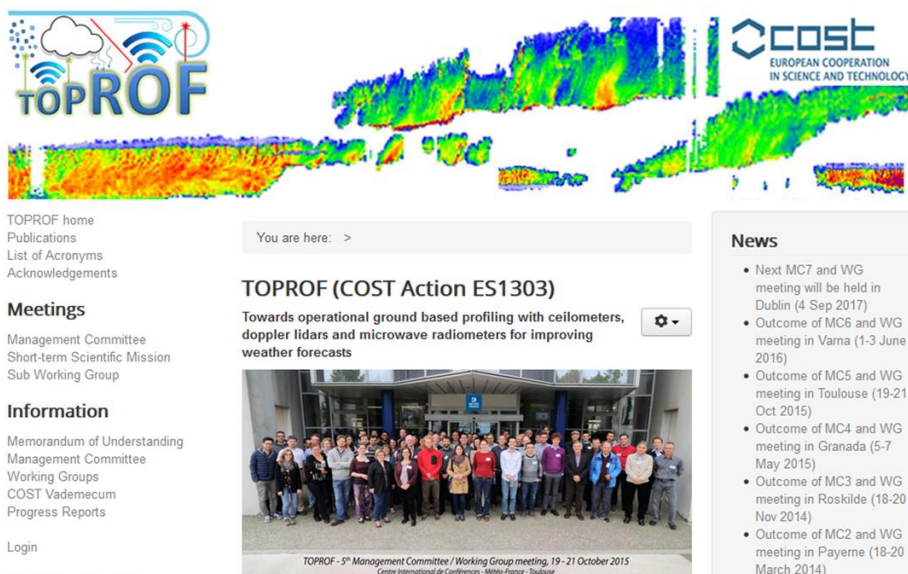 TOPROF
COST
EUROPEAN COOPERATION
IN SCIENCE AND TECHNOLOGY
TOPROF home
Publications
List of Acronyms
Acknowledgements
Meetings
Management Committee
Short-term Scientific Mission
Sub Working Group
Information
Memorandum of Understanding
Management Committee
Working Groups
COST Vademecum
Progress Reports
Login
You are here: >
TOPROF (COST Action ES1303)
Towards operational ground based profiling with ceilometers,
doppler lidars and microwave radiometers for improving
weather forecasts
TOPROF - 5th Management Committee / Working Group meeting, 19 - 21 October 2015
Centre International de Conférences - Météo-France - Toulouse
News
• Next MC7 and WG
meeting will be held in
Dublin (4 Sep 2017)
• Outcome of MC6 and WG
meeting in Varna (1-3 June
2016)
• Outcome of MC5 and WG
meeting in Toulouse (19-21
Oct 2015)
• Outcome of MC4 and WG
meeting in Granada (5-7
May 2015)
• Outcome of MC3 and WG
meeting in Roskilde (18-20
Nov 2014)
• Outcome of MC2 and WG
meeting in Payerne (18-20
March 2014)